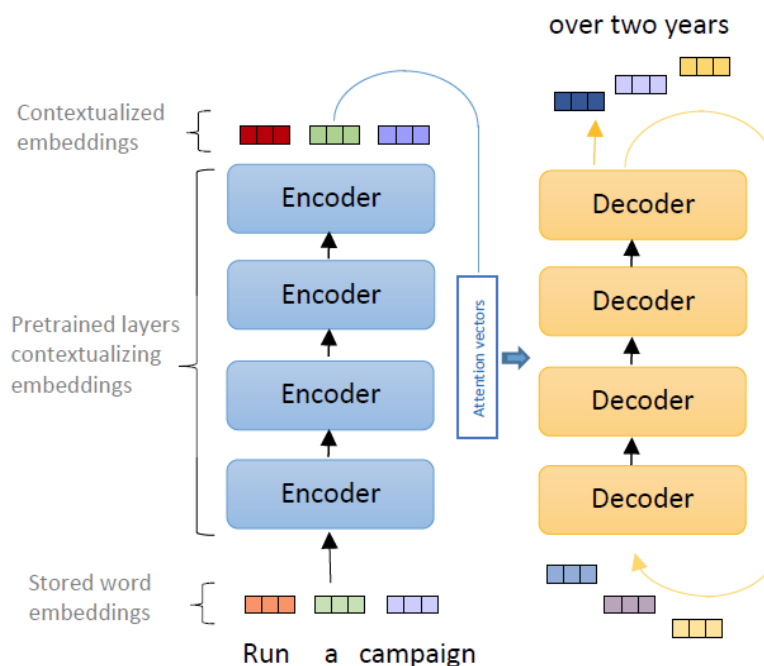 over two years
Contextualized
embeddings
Encoder
Encoder
Encoder
Encoder
Pretrained layers
contextualizing
embeddings
Attention vectors
Decoder
Decoder
Decoder
Decoder
Stored word
embeddings
Run a campaign